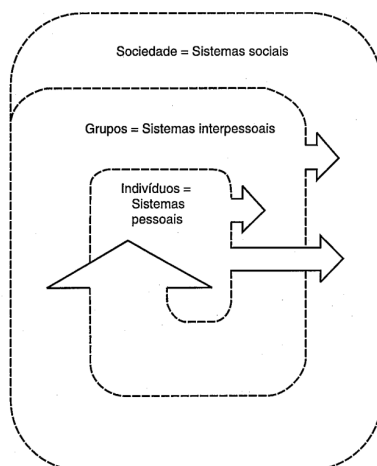 Sociedade = Sistemas sociais
Grupos = Sistemas interpessoais
Indivíduos =
Sistemas
pessoais